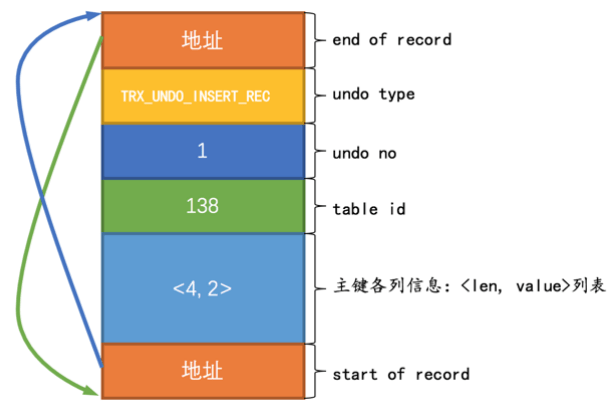 地址 end of record
TRX_UNDO_INSERT_REC undo type
1 undo no
138 table id
<4, 2> 主键各列信息：<len, value>列表
地址 start of record